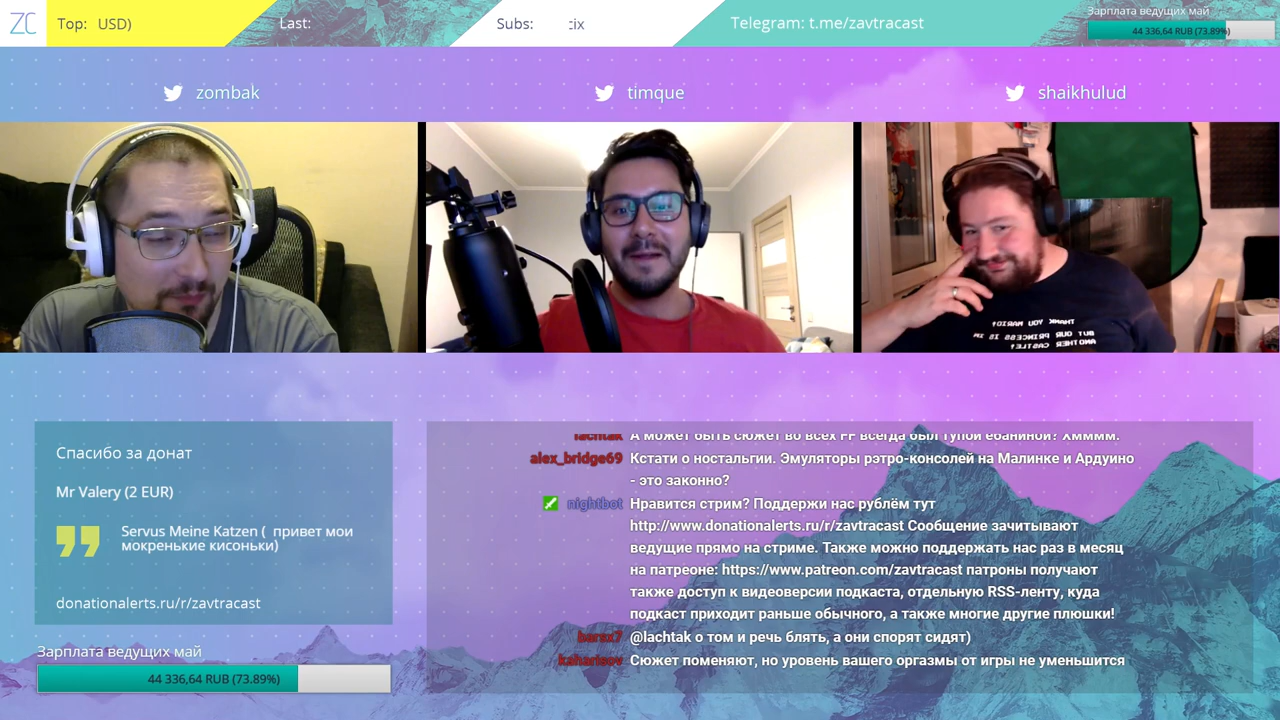 ZC
Top: USD)
Last:
Subs: cix
Telegram: t.me/zavtracast
Зарплата ведущих май
44 336,64 RUB (73.89%)
zombak
timque
shaikhulud
THANK YOU MARIO!
BUT OUR PRINCESS IS IN
ANOTHER CASTLE!
Спасибо за донат
Mr Valery (2 EUR)
Servus Meine Katzen ( привет мои
мокренькие кисоньки)
donationalerts.ru/r/zavtracast
Зарплата ведущих май
44 336,64 RUB (73.89%)
lachtak А может быть сюжет во всех FF всегда был тупой ебаниной? Хмммм.
alex_bridge69 Кстати о ностальгии. Эмуляторы рэтро-консолей на Малинке и Ардуино
- это законно?
nightbot Нравится стрим? Поддержи нас рублём тут
http://www.donationalerts.ru/r/zavtracast Сообщение зачитывают
ведущие прямо на стриме. Также можно поддержать нас раз в месяц
на патреоне: https://www.patreon.com/zavtracast патроны получают
также доступ к видеоверсии подкаста, отдельную RSS-ленту, куда
подкаст приходит раньше обычного, а также многие другие плюшки!
barsx7 @lachtak о том и речь блять, а они спорят сидят)
kaharisev Сюжет поменяют, но уровень вашего оргазмы от игры не уменьшится